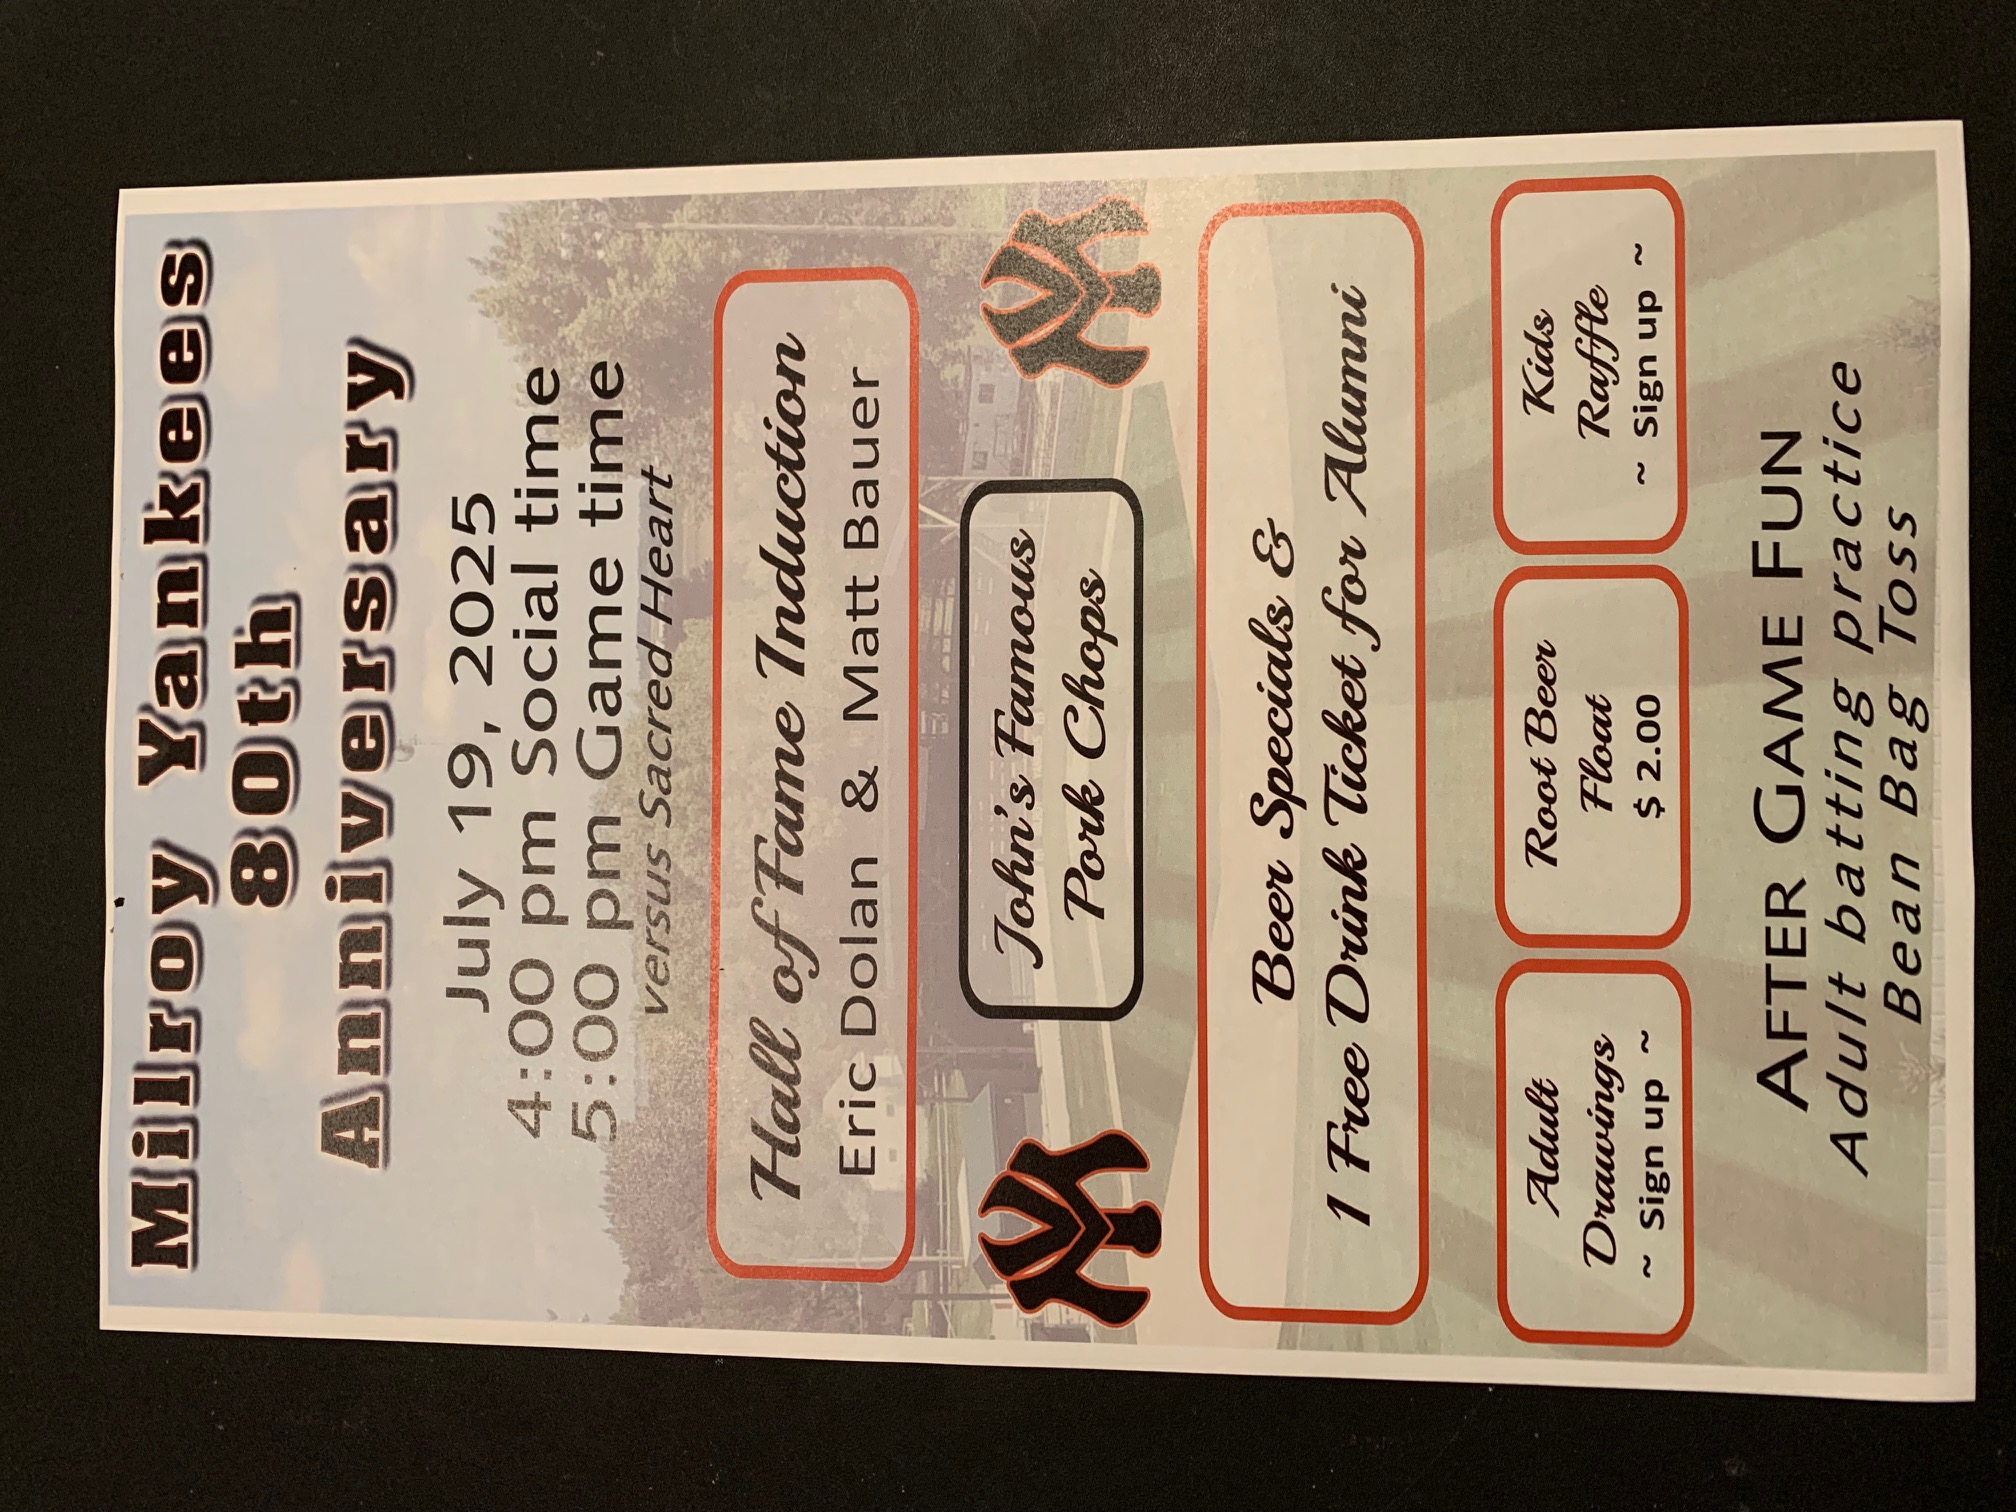 Milroy Yankees
80th
Anniversary
July 19, 2025
4:00 pm Social time
5:00 pm Game time
versus Sacred Heart
Hall of Fame Induction
Eric Dolan & Matt Bauer
John's Famous
Pork Chops
Beer Specials &
1 Free Drink Ticket for Alumni
Adult
Drawings
~ Sign up ~
Root Beer
Float
$ 2.00
Kids
Raffle
~ Sign up ~
AFTER GAME FUN
Adult batting practice
Bean Bag Toss